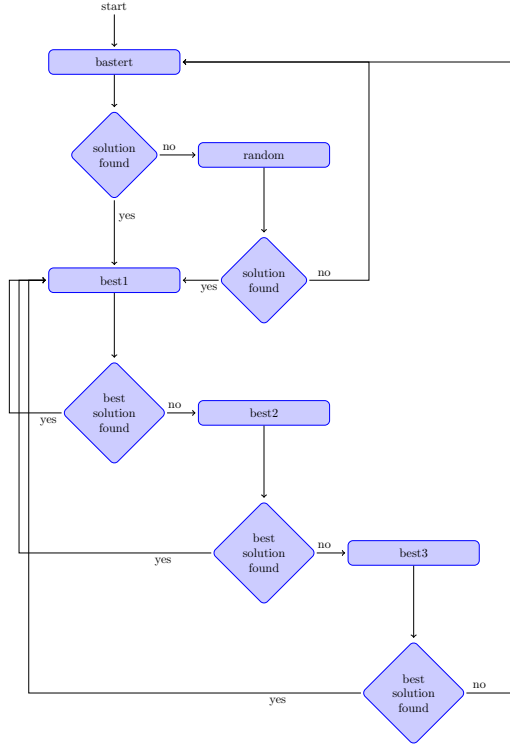 start
bastert
solution
found
no
random
yes
best1
yes
solution
found
no
best
solution
found
no
best2
yes
best
solution
found
no
best3
yes
best
solution
found
no
yes